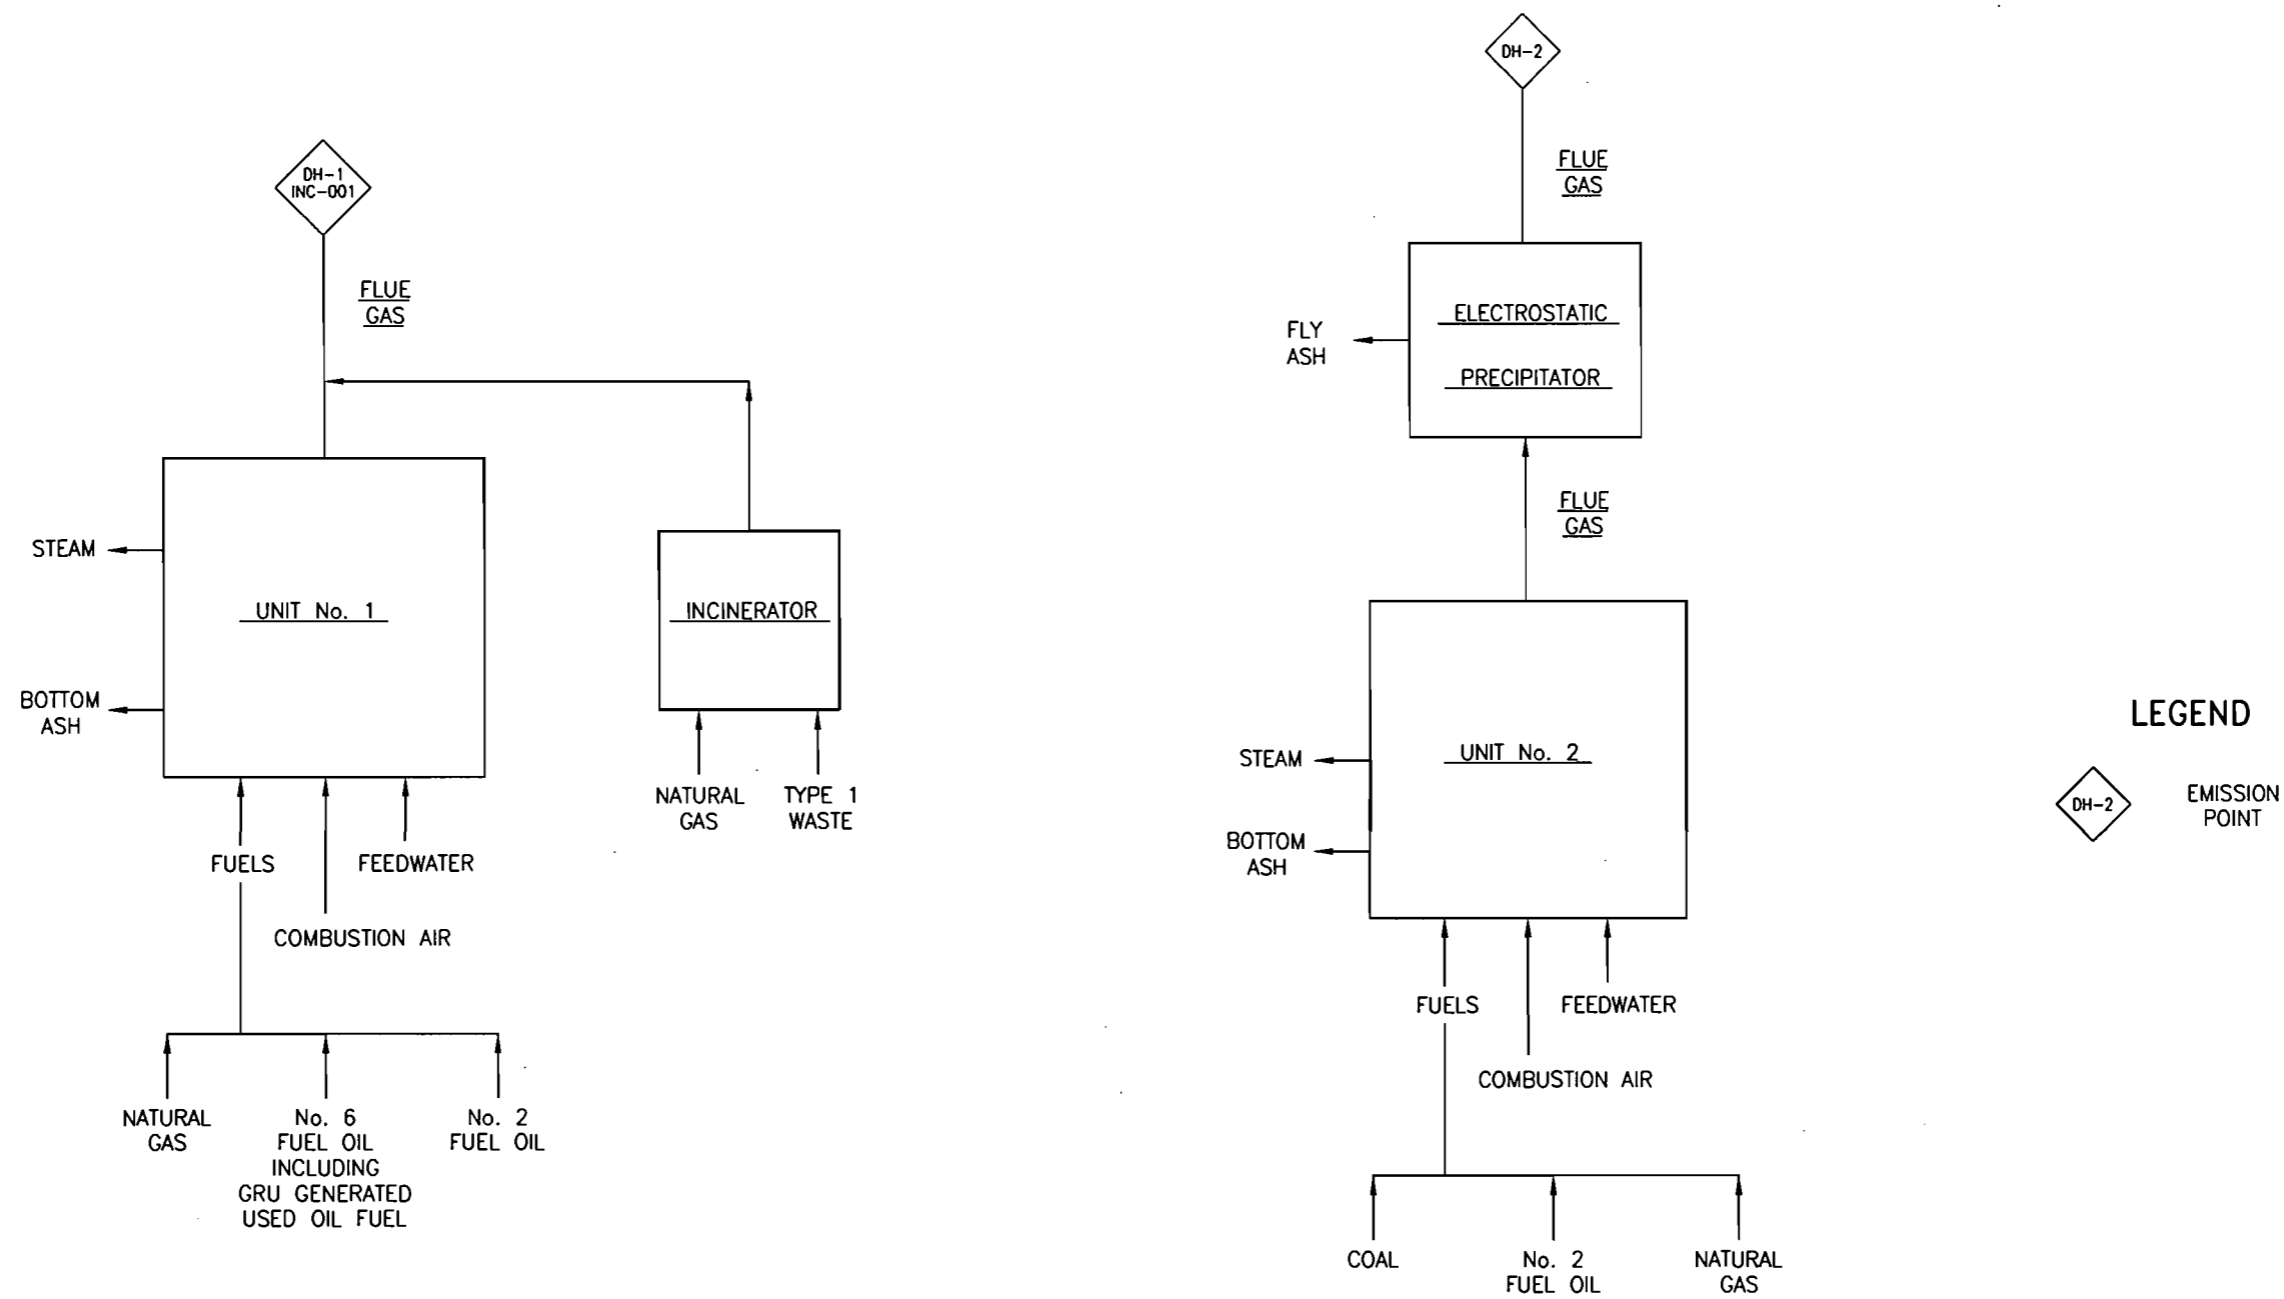 DH-1
INC-001
FLUE
GAS
STEAM
UNIT No. 1
BOTTOM
ASH
INCINERATOR
NATURAL
GAS
TYPE 1
WASTE
FUELS
FEEDWATER
COMBUSTION AIR
NATURAL
GAS
No. 6
FUEL OIL
INCLUDING
GRU GENERATED
USED OIL FUEL
No. 2
FUEL OIL
DH-2
FLUE
GAS
ELECTROSTATIC
PRECIPITATOR
FLY
ASH
FLUE
GAS
STEAM
UNIT No. 2
BOTTOM
ASH
FUELS
FEEDWATER
COMBUSTION AIR
COAL
No. 2
FUEL OIL
NATURAL
GAS
LEGEND
DH-2
EMISSION
POINT